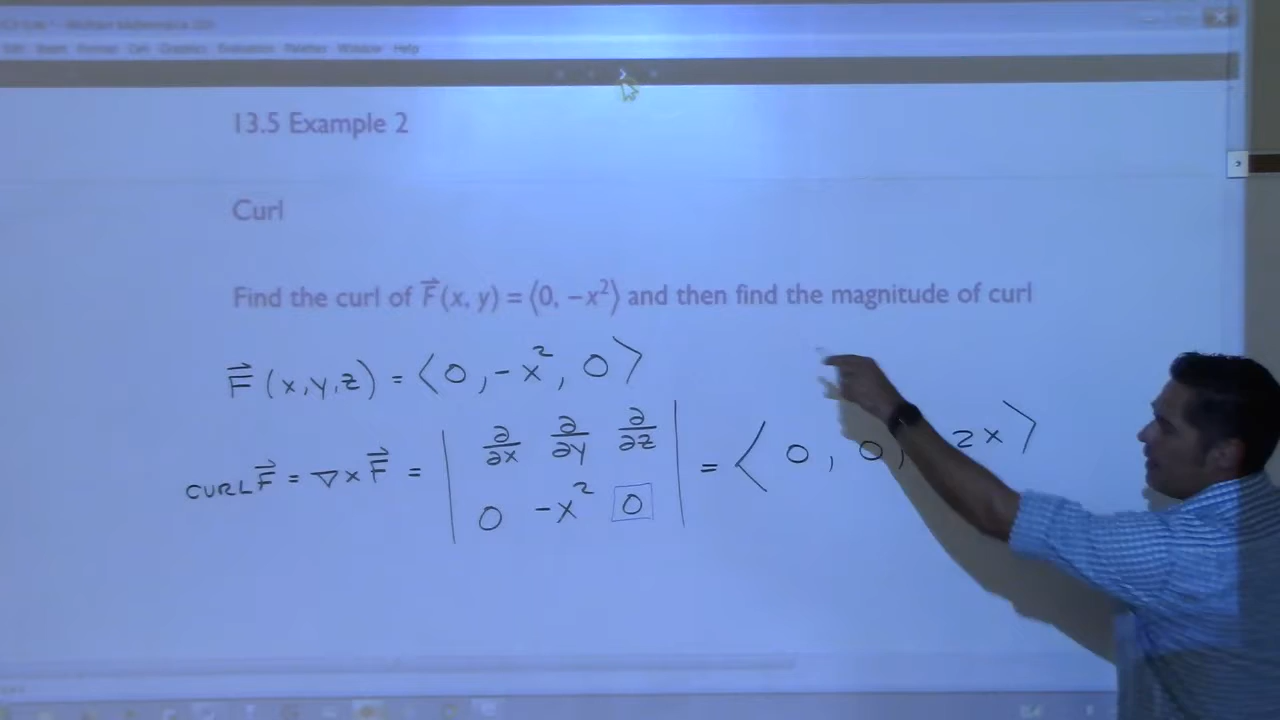 Help
13.5 Example 2
Curl
Find the curl of F⃗(x, y) = ⟨0, −x²⟩ and then find the magnitude of curl
F⃗ (x,y,z) = ⟨0, −x², 0⟩
CURL F⃗ = ∇ × F⃗ = | ∂/∂x ∂/∂y ∂/∂z | = ⟨ 0 , 0 , 2x ⟩
0 −x² 0